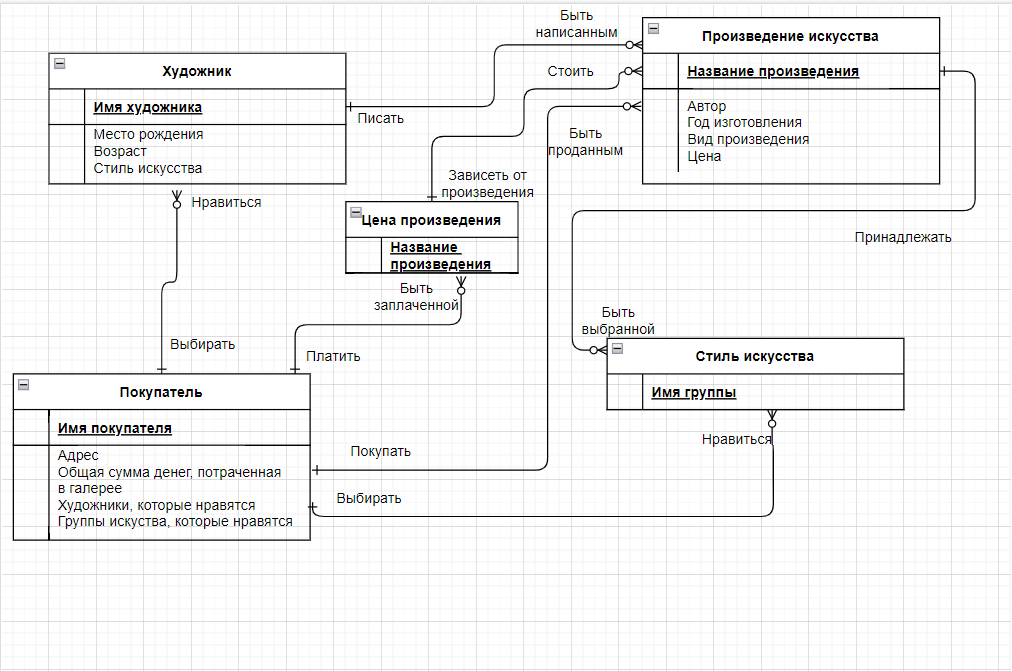 Быть
написанным
Произведение искусства
Художник
Стоить
Название произведения
Имя художника
Писать
Автор
Год изготовления
Вид произведения
Цена
Место рождения
Возраст
Стиль искусства
Быть
проданным
Зависеть от
произведения
Нравиться
Цена произведения
Название
произведения
Принадлежать
Быть
заплаченной
Быть
выбранной
Выбирать
Платить
Стиль искусства
Имя группы
Покупатель
Имя покупателя
Нравиться
Покупать
Адрес
Общая сумма денег, потраченная
в галерее
Художники, которые нравятся
Группы искуства, которые нравятся
Выбирать